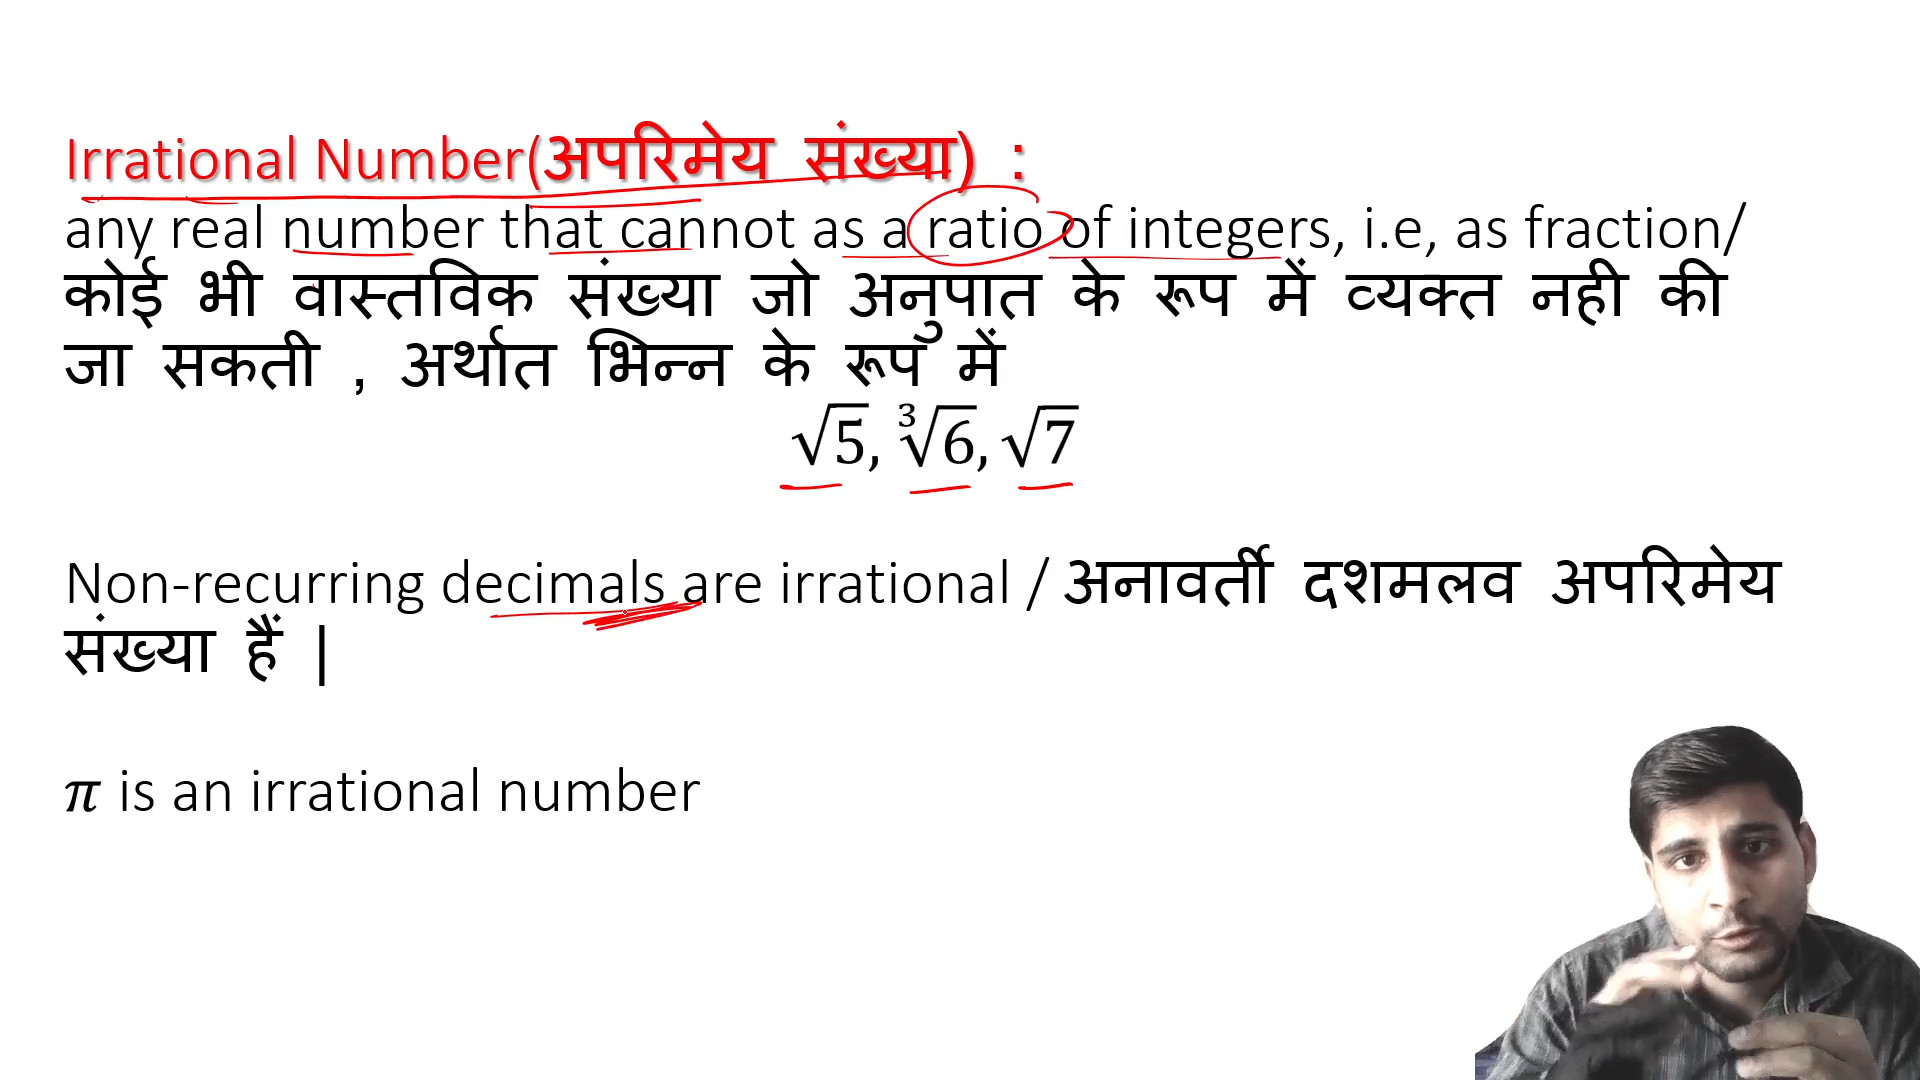 Irrational Number(अपरिमेय संख्या) :
any real number that cannot as a ratio of integers, i.e, as fraction/
कोई भी वास्तविक संख्या जो अनुपात के रूप में व्यक्त नही की
जा सकती , अर्थात भिन्न के रूप में
√5, ∛6, √7
Non-recurring decimals are irrational / अनावर्ती दशमलव अपरिमेय
संख्या हैं |
π is an irrational number